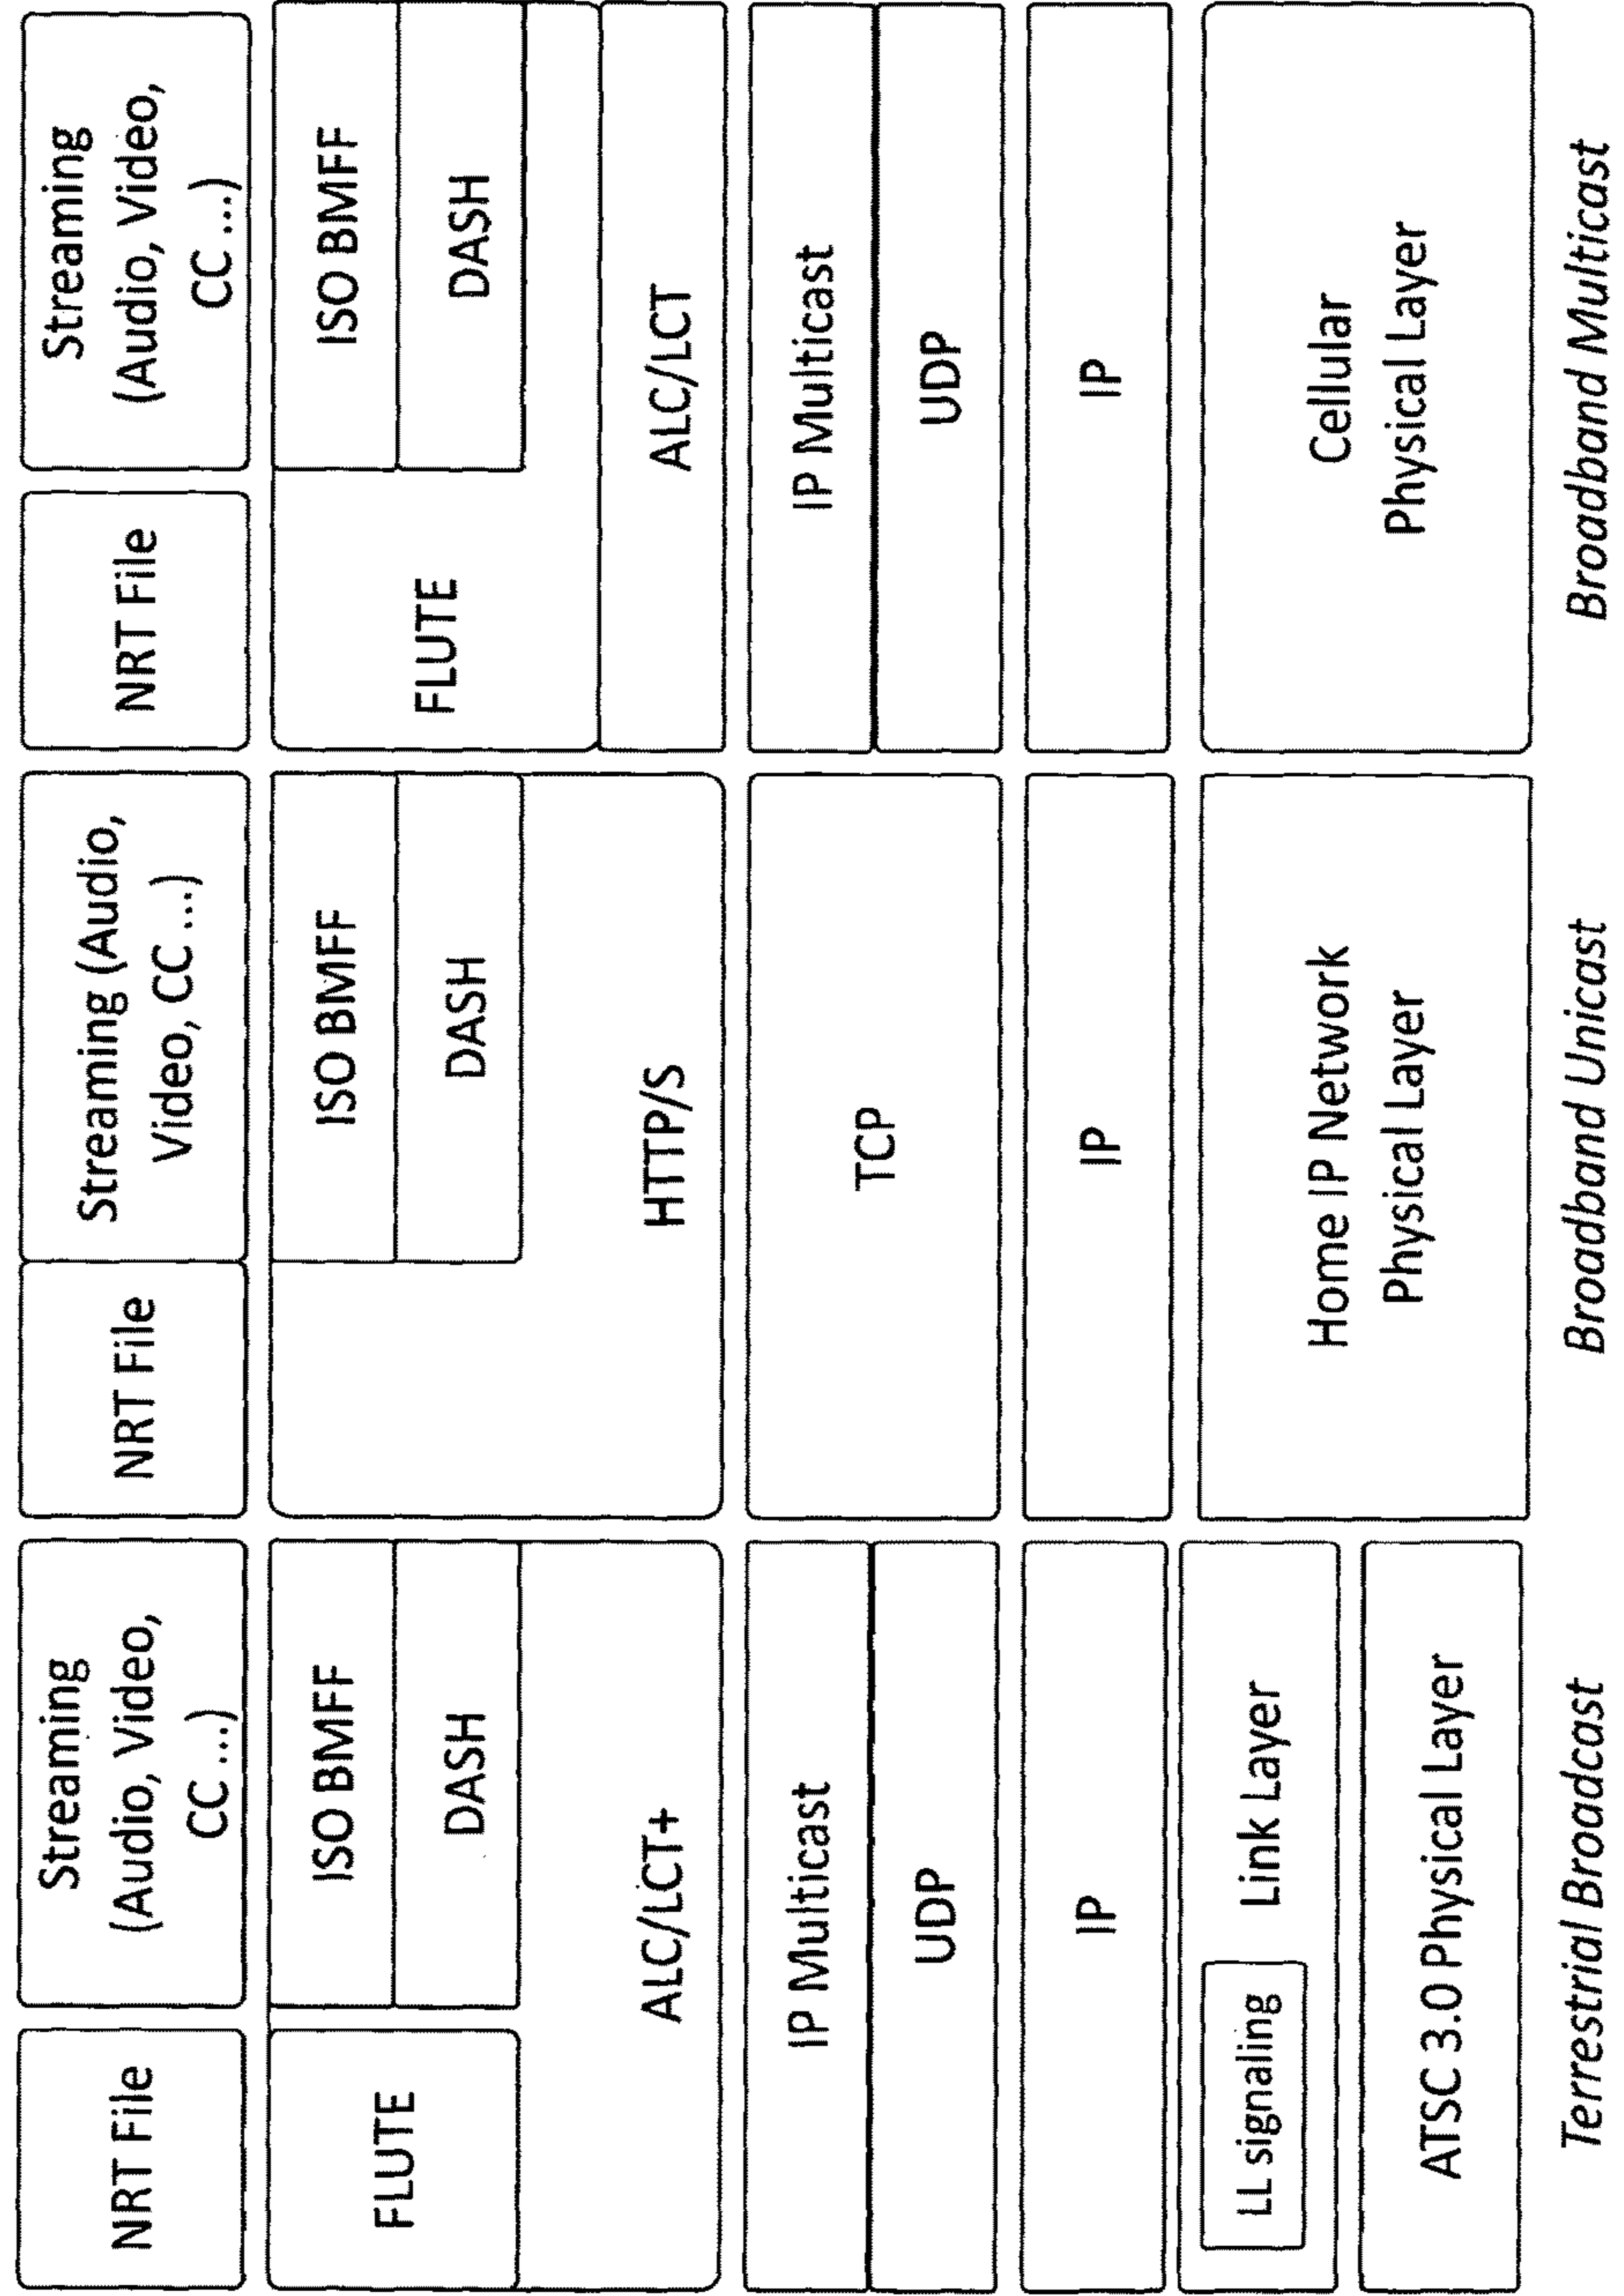 NRT File
Streaming
(Audio, Video,
CC ...)
FLUTE
ISO BMFF
DASH
ALC/LCT+
IP Multicast
UDP
IP
LL signaling
Link Layer
ATSC 3.0 Physical Layer
Terrestrial Broadcast
NRT File
Streaming (Audio,
Video, CC ...)
ISO BMFF
DASH
HTTP/S
TCP
IP
Home IP Network
Physical Layer
Broadband Unicast
NRT File
Streaming
(Audio, Video,
CC ...)
FLUTE
ISO BMFF
DASH
ALC/LCT
IP Multicast
UDP
IP
Cellular
Physical Layer
Broadband Multicast